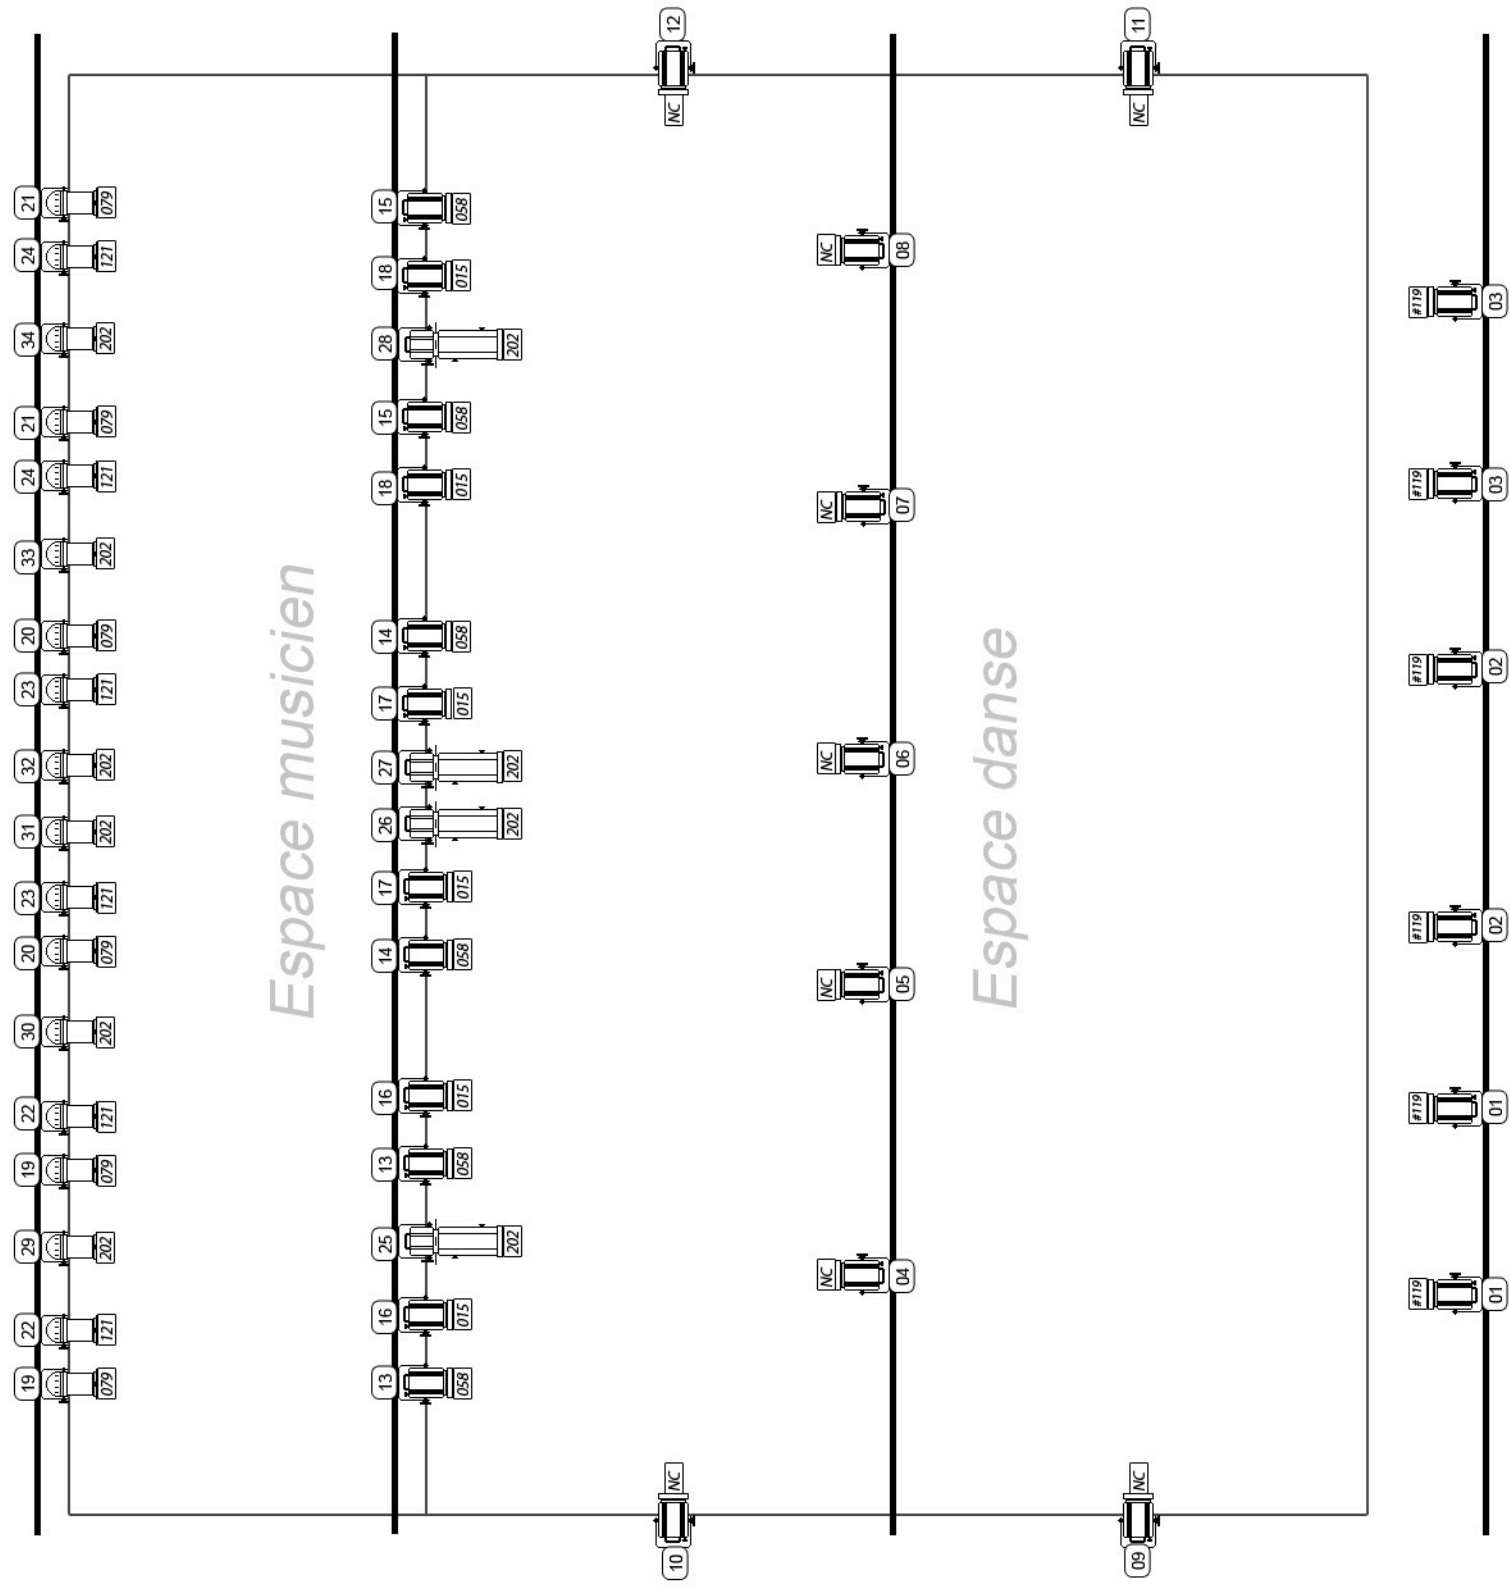 19 22 29 19 22 30 20 23 31 32 23 20 33 24 21 34 24 21
079 121 202 079 121 202 079 121 202 202 121 079 202 121 079 202 121 079
Espace musicien
13 16 25 13 16 14 17 26 27 17 14 18 15 28 18 15
058 015 058 015 058 015 015 058 015 058 015 058
202 202 202 202
10 NC NC 12
NC NC NC NC NC
04 05 06 07 08
Espace danse
09 NC NC 11
#119 #119 #119 #119 #119 #119
01 01 02 02 03 03